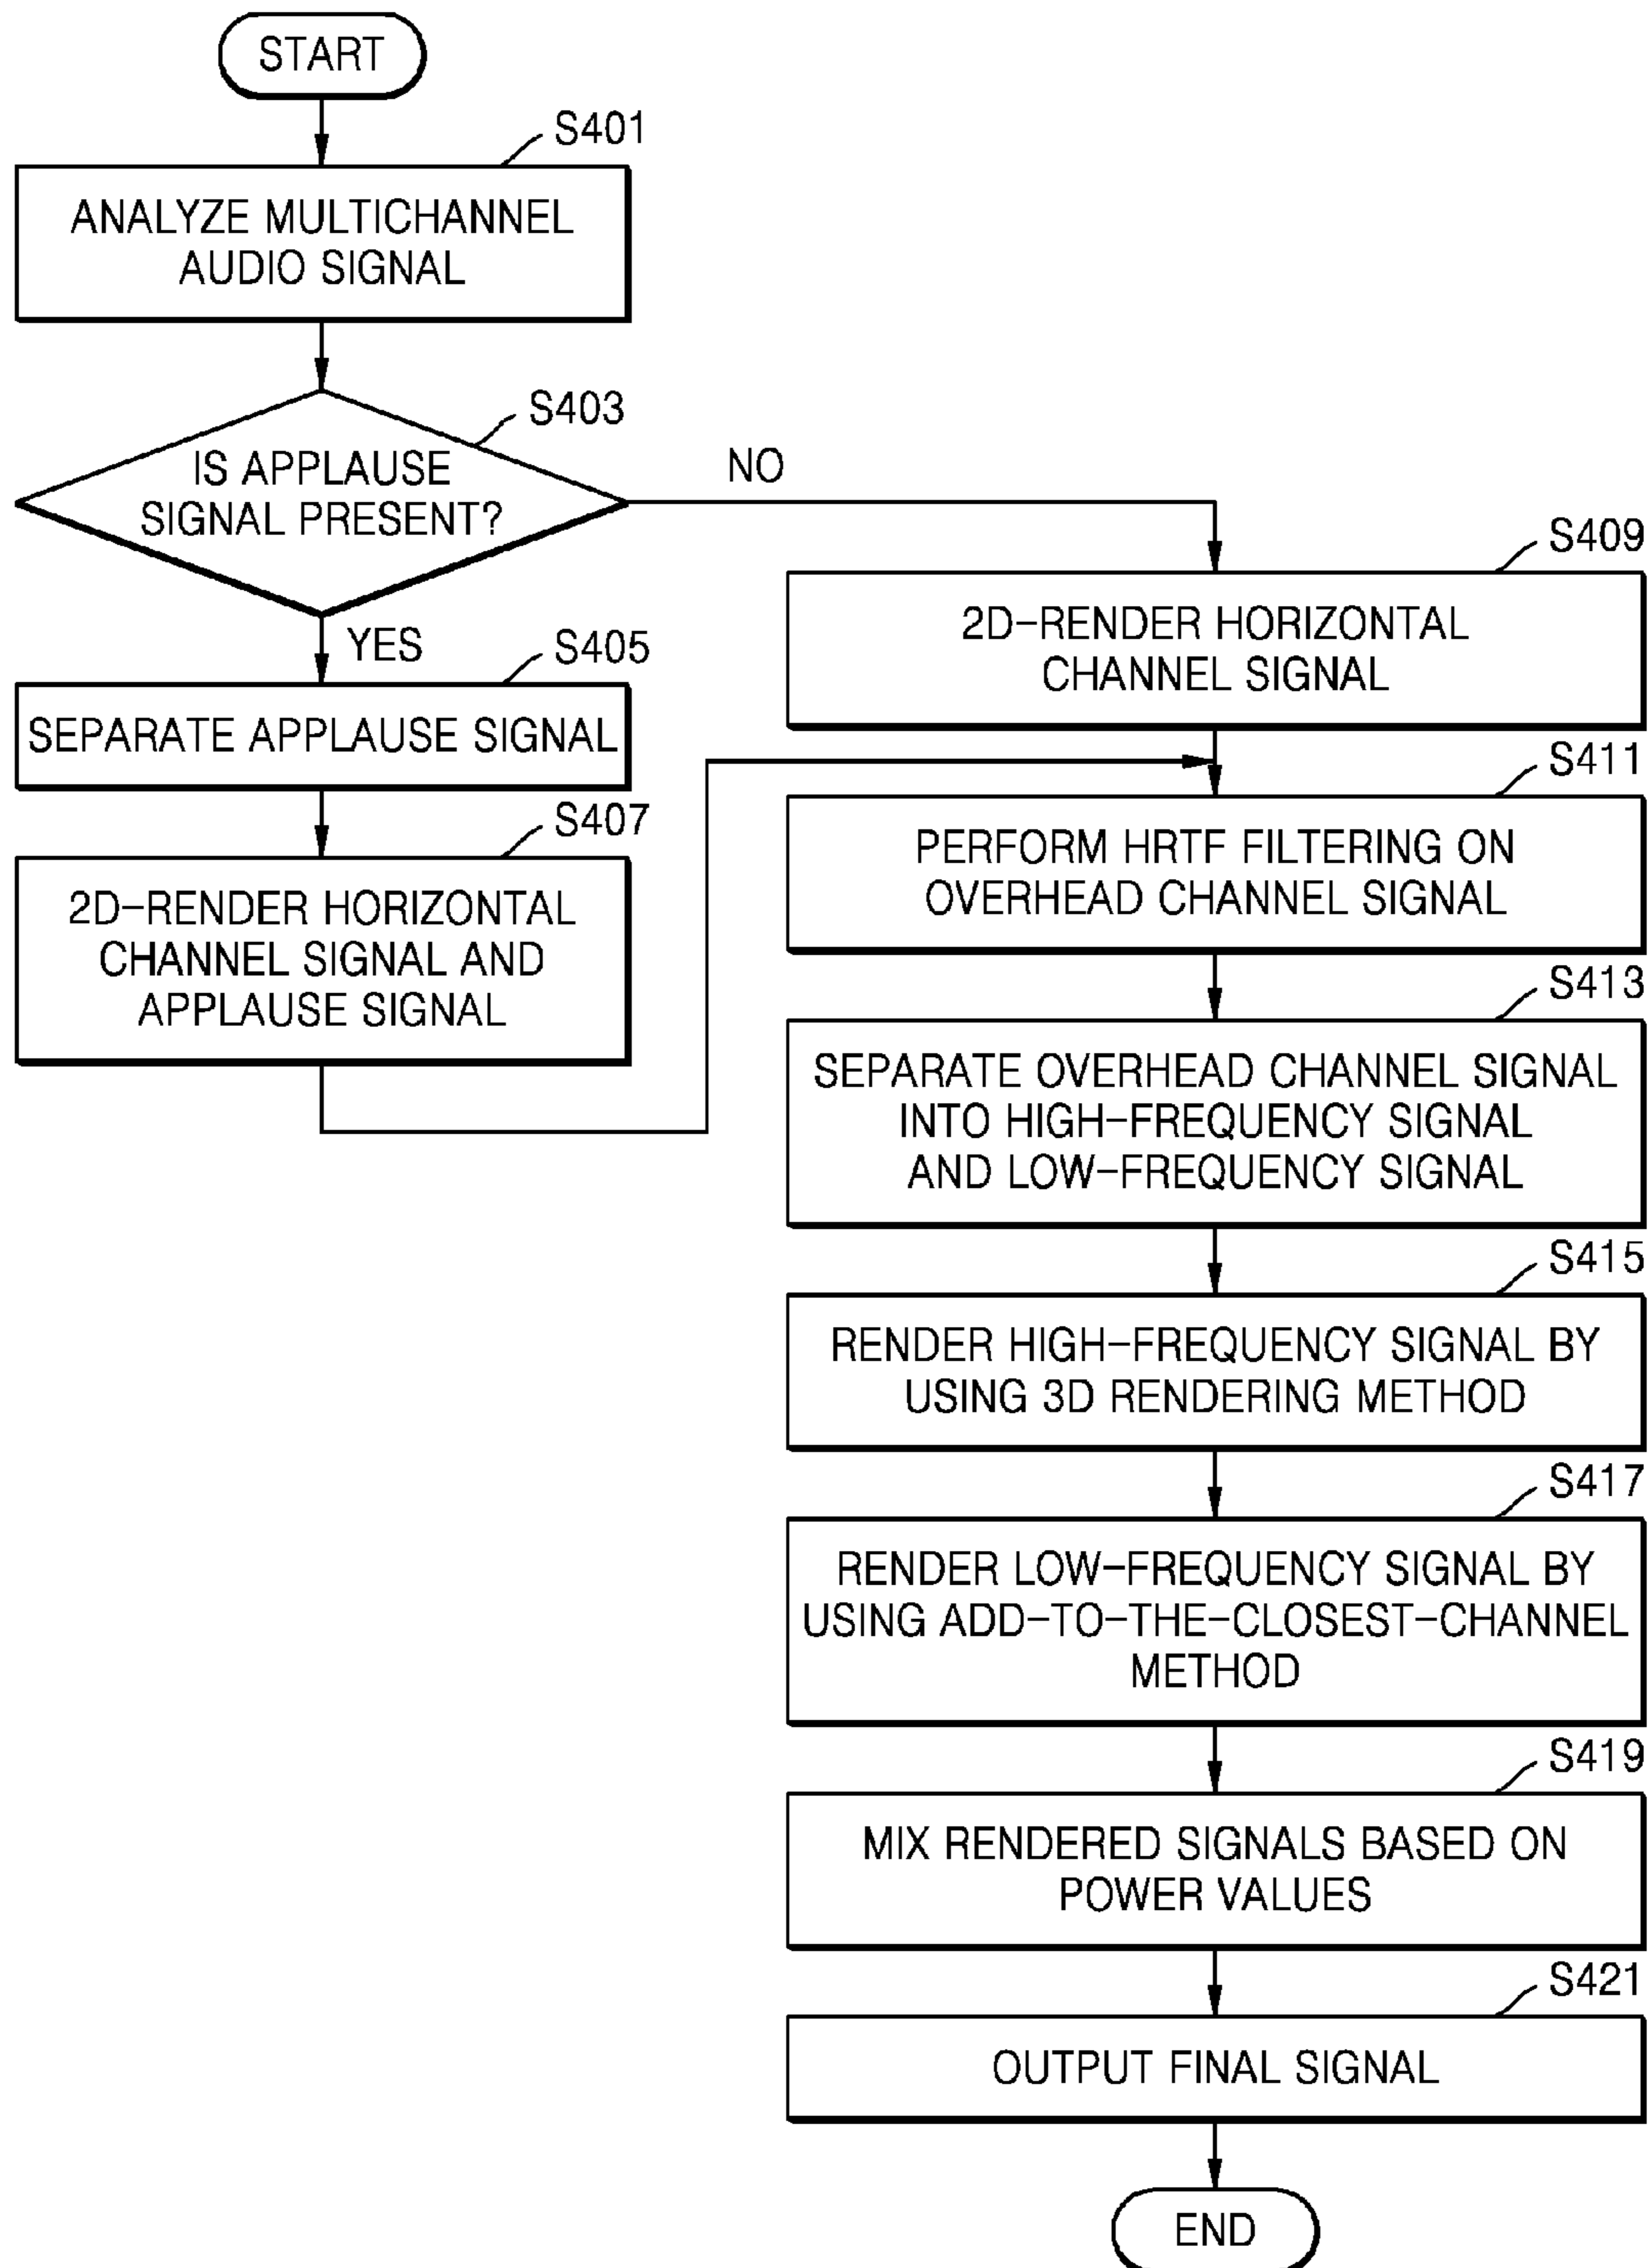 START
S401
ANALYZE MULTICHANNEL
AUDIO SIGNAL
S403
IS APPLAUSE
SIGNAL PRESENT?
NO
YES
S405
SEPARATE APPLAUSE SIGNAL
S407
2D-RENDER HORIZONTAL
CHANNEL SIGNAL AND
APPLAUSE SIGNAL
S409
2D-RENDER HORIZONTAL
CHANNEL SIGNAL
S411
PERFORM HRTF FILTERING ON
OVERHEAD CHANNEL SIGNAL
S413
SEPARATE OVERHEAD CHANNEL SIGNAL
INTO HIGH-FREQUENCY SIGNAL
AND LOW-FREQUENCY SIGNAL
S415
RENDER HIGH-FREQUENCY SIGNAL BY
USING 3D RENDERING METHOD
S417
RENDER LOW-FREQUENCY SIGNAL BY
USING ADD-TO-THE-CLOSEST-CHANNEL
METHOD
S419
MIX RENDERED SIGNALS BASED ON
POWER VALUES
S421
OUTPUT FINAL SIGNAL
END